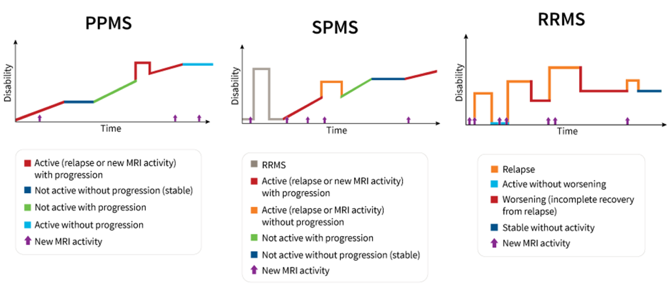 PPMS
Disability
Time
Active (relapse or new MRI activity)
with progression
Not active without progression (stable)
Not active with progression
Active without progression
New MRI activity
SPMS
Disability
Time
RRMS
Active (relapse or new MRI activity)
with progression
Active (relapse or MRI activity)
without progression
Not active with progression
Not active without progression (stable)
New MRI activity
RRMS
Disability
Time
Relapse
Active without worsening
Worsening (incomplete recovery
from relapse)
Stable without activity
New MRI activity